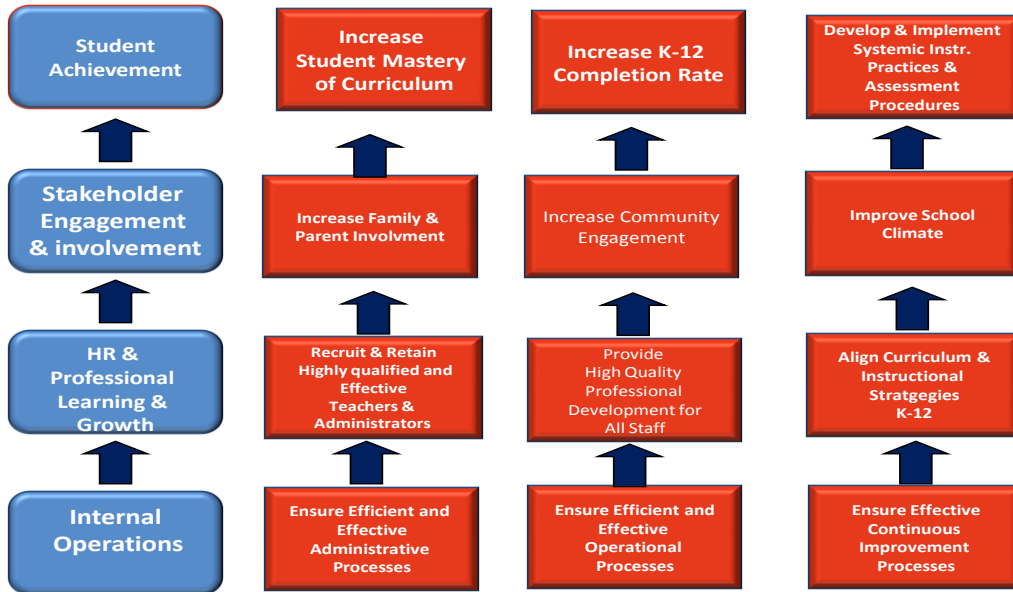 Student
Achievement
Increase
Student Mastery
of Curriculum
Increase K-12
Completion Rate
Develop & Implement
Systemic Instr.
Practices &
Assessment
Procedures
Stakeholder
Engagement
& involvement
Increase Family &
Parent Involvment
Increase Community
Engagement
Improve School
Climate
HR &
Professional
Learning &
Growth
Recruit & Retain
Highly qualified and
Effective
Teachers &
Administrators
Provide
High Quality
Professional
Development for
All Staff
Align Curriculum &
Instructional
Stratgegies
K-12
Internal
Operations
Ensure Efficient and
Effective
Administrative
Processes
Ensure Efficient and
Effective
Operational
Processes
Ensure Effective
Continuous
Improvement
Processes